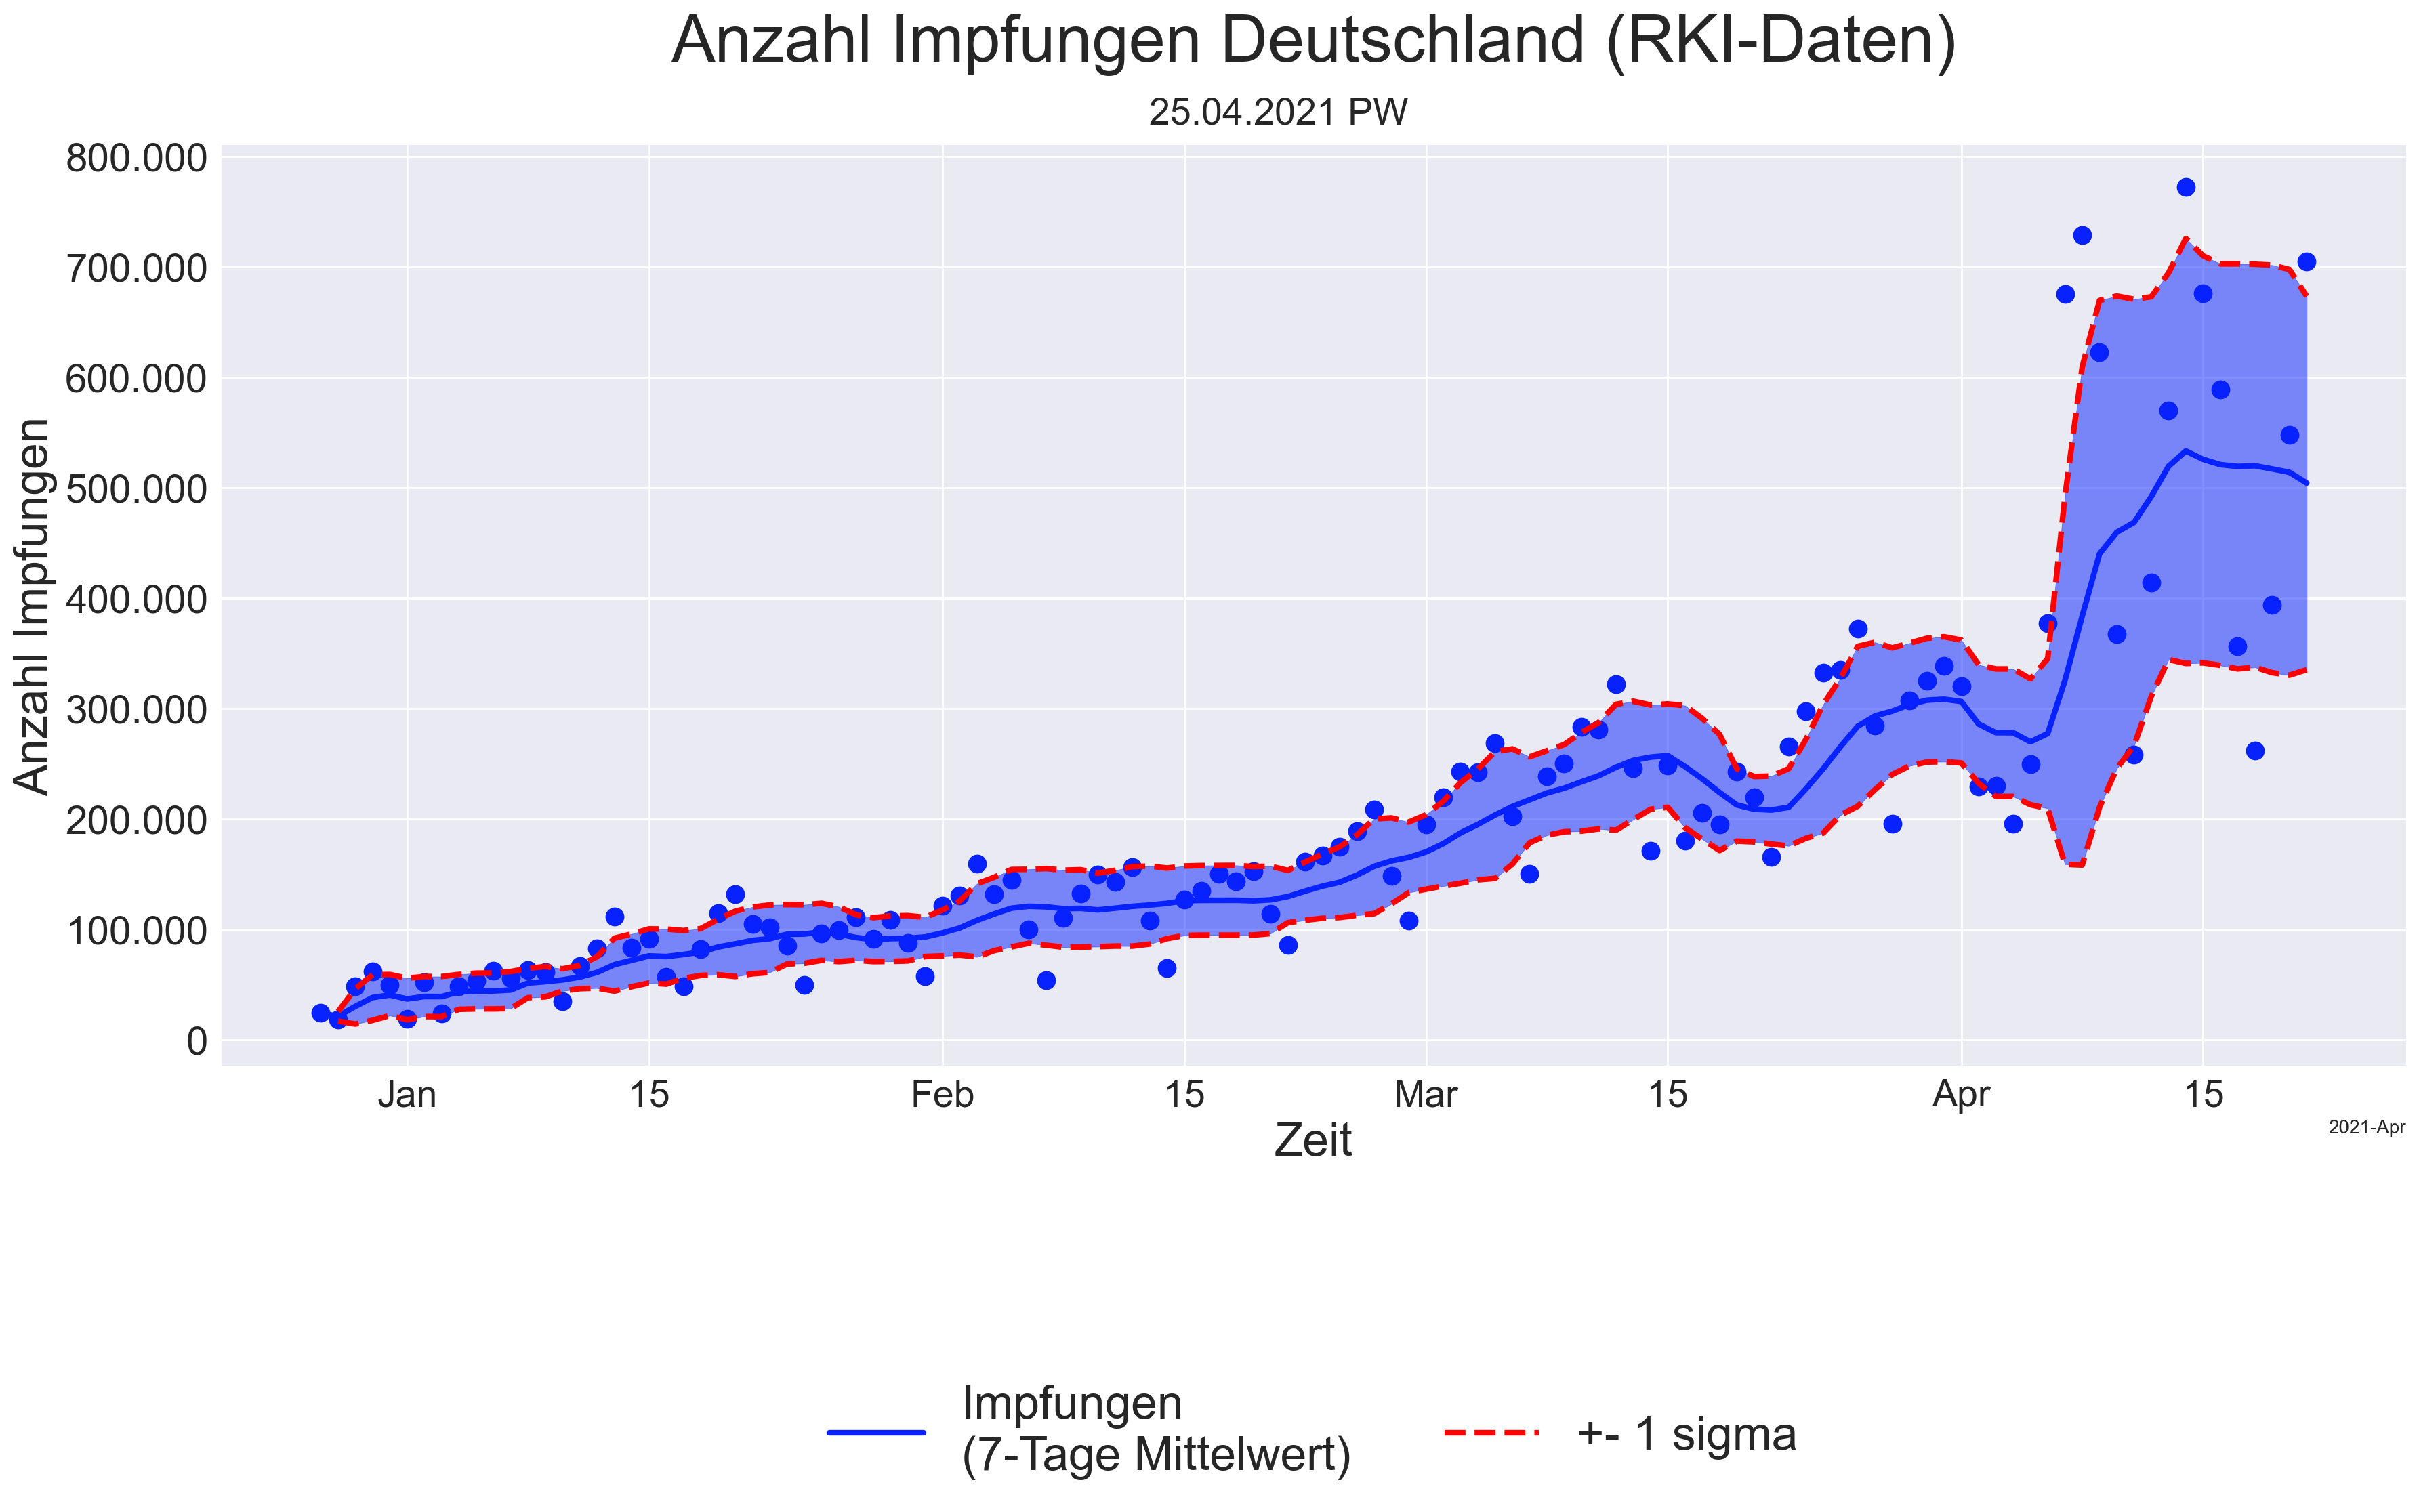 Anzahl Impfungen Deutschland (RKI-Daten)
25.04.2021 PW
Anzahl Impfungen
800.000
700.000
600.000
500.000
400.000
300.000
200.000
100.000
0
Jan
15
Feb
15
Mar
15
Apr
15
2021-Apr
Zeit
Impfungen
(7-Tage Mittelwert)
+- 1 sigma